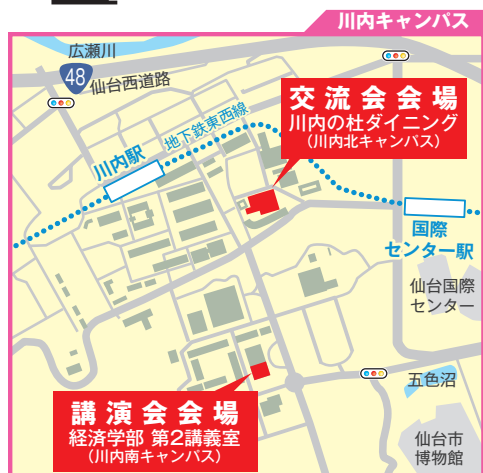 川内キャンパス
広瀬川
48
仙台西道路
地下鉄東西線
川内駅
交流会会場
川内の杜ダイニング
（川内北キャンパス）
国際
センター駅
仙台国際
センター
五色沼
講演会会場
経済学部 第2講義室
（川内南キャンパス）
仙台市
博物館